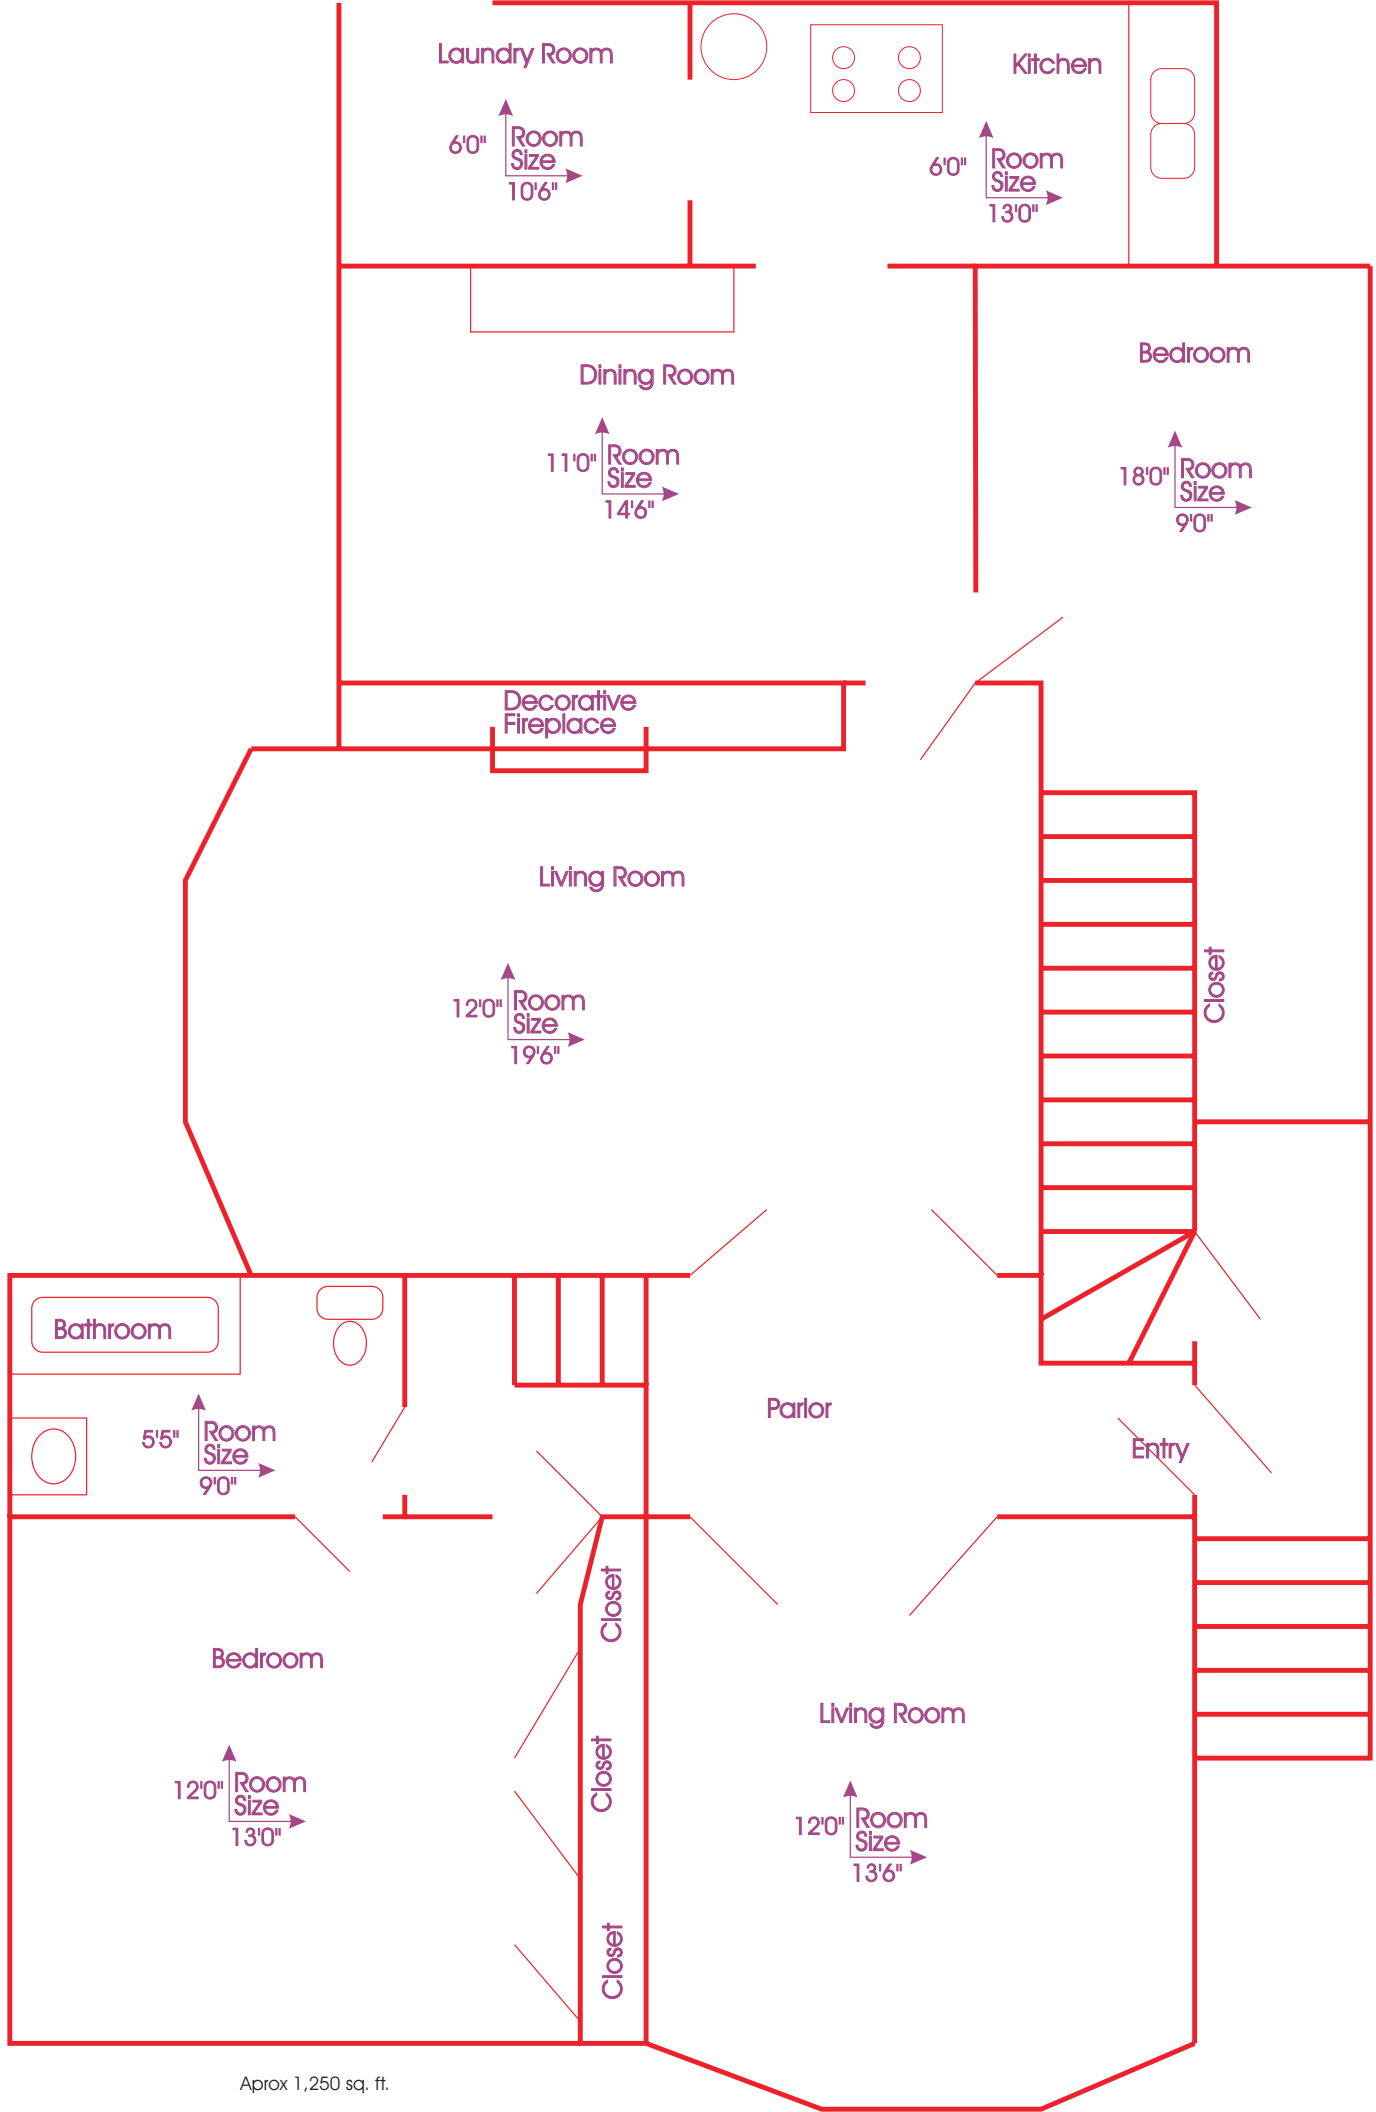 Laundry Room
6'0"
Room
Size
10'6"
Kitchen
6'0"
Room
Size
13'0"
Dining Room
11'0"
Room
Size
14'6"
Bedroom
18'0"
Room
Size
9'0"
Decorative
Fireplace
Living Room
12'0"
Room
Size
19'6"
Closet
Bathroom
5'5"
Room
Size
9'0"
Parlor
Entry
Bedroom
12'0"
Room
Size
13'0"
Closet
Closet
Closet
Living Room
12'0"
Room
Size
13'6"
Aprox 1,250 sq. ft.